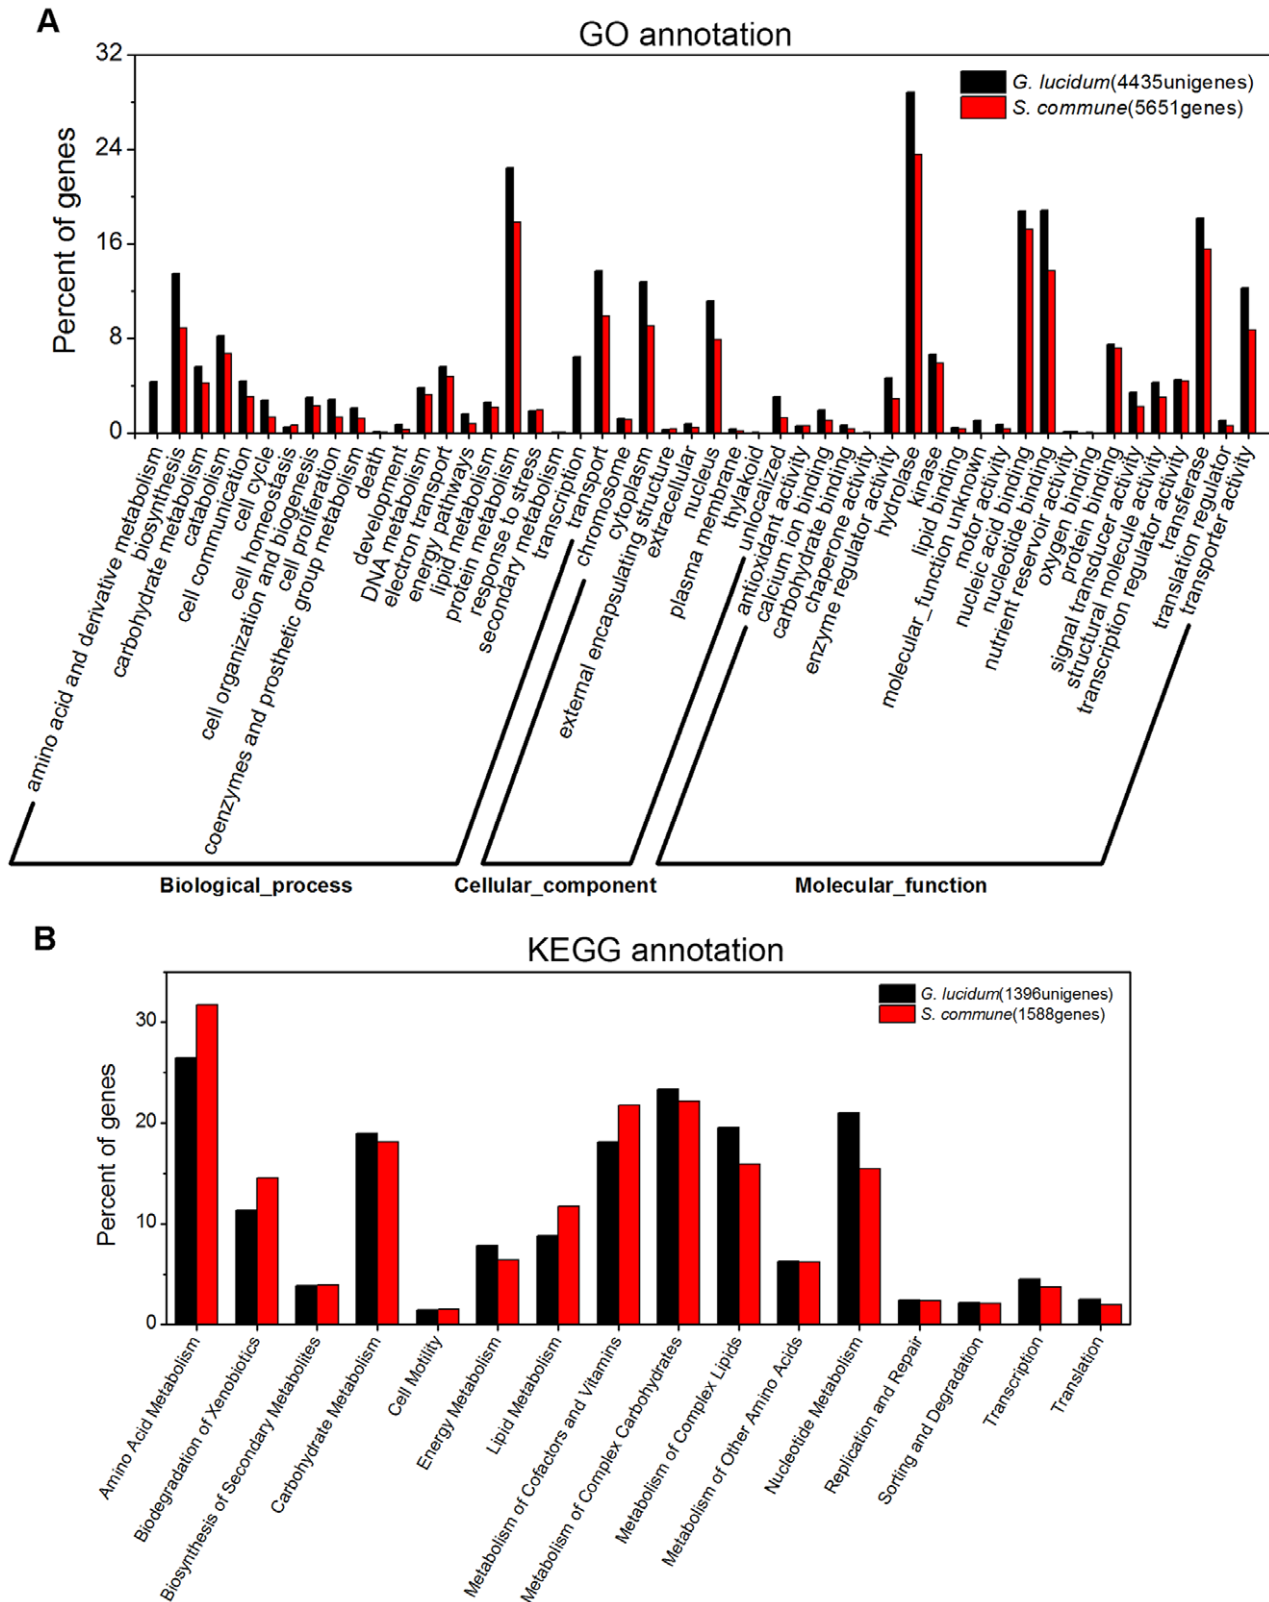 A
GO annotation
Percent of genes
32
24
16
8
0
G. lucidum(4435unigenes)
S. commune(5651genes)
amino acid and derivative metabolism
biosynthesis
carbohydrate metabolism
catabolism
cell communication
cell cycle
cell homeostasis
cell organization and biogenesis
cell proliferation
coenzymes and prosthetic group metabolism
death
development
DNA metabolism
electron transport
energy pathways
lipid metabolism
protein metabolism
response to stress
secondary metabolism
transcription
transport
chromosome
cytoplasm
external encapsulating structure
extracellular
nucleus
plasma membrane
thylakoid
unlocalized
antioxidant activity
calcium ion binding
carbohydrate binding
chaperone activity
enzyme regulator activity
hydrolase
kinase
lipid binding
molecular_function unknown
motor activity
nucleic acid binding
nucleotide binding
nutrient reservoir activity
oxygen binding
protein binding
signal transducer activity
structural molecule activity
transcription regulator activity
transferase
translation regulator
transporter activity
Biological_process
Cellular_component
Molecular_function
B
KEGG annotation
Percent of genes
30
20
10
0
G. lucidum(1396unigenes)
S. commune(1588genes)
Amino Acid Metabolism
Biodegradation of Xenobiotics
Biosynthesis of Secondary Metabolites
Carbohydrate Metabolism
Cell Motility
Energy Metabolism
Lipid Metabolism
Metabolism of Cofactors and Vitamins
Metabolism of Complex Carbohydrates
Metabolism of Complex Lipids
Metabolism of Other Amino Acids
Nucleotide Metabolism
Replication and Repair
Sorting and Degradation
Transcription
Translation